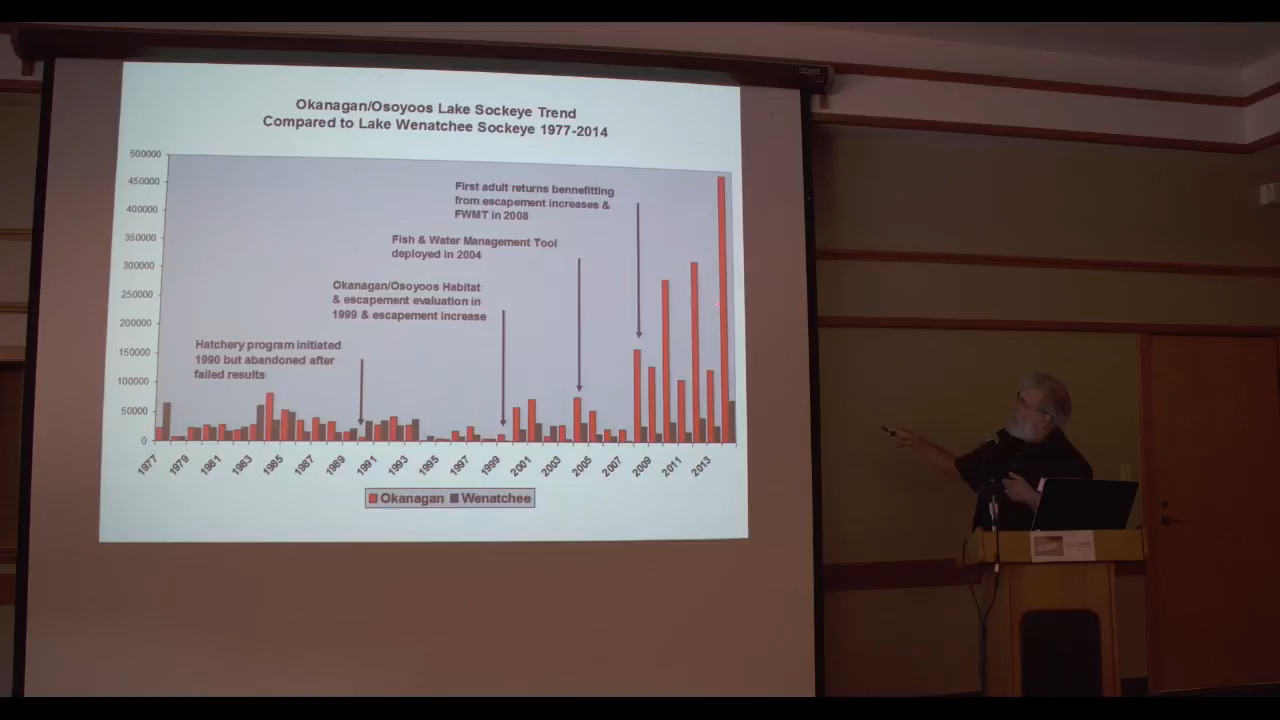 Okanagan/Osoyoos Lake Sockeye Trend
Compared to Lake Wenatchee Sockeye 1977-2014
500000
450000
400000
350000
300000
250000
200000
150000
100000
50000
0
First adult returns bennefitting
from escapement increases &
FWMT in 2008
Fish & Water Management Tool
deployed in 2004
Okanagan/Osoyoos Habitat
& escapement evaluation in
1999 & escapement increase
Hatchery program initiated
1990 but abandoned after
failed results
1977
1979
1981
1983
1985
1987
1989
1991
1993
1995
1997
1999
2001
2003
2005
2007
2009
2011
2013
Okanagan Wenatchee